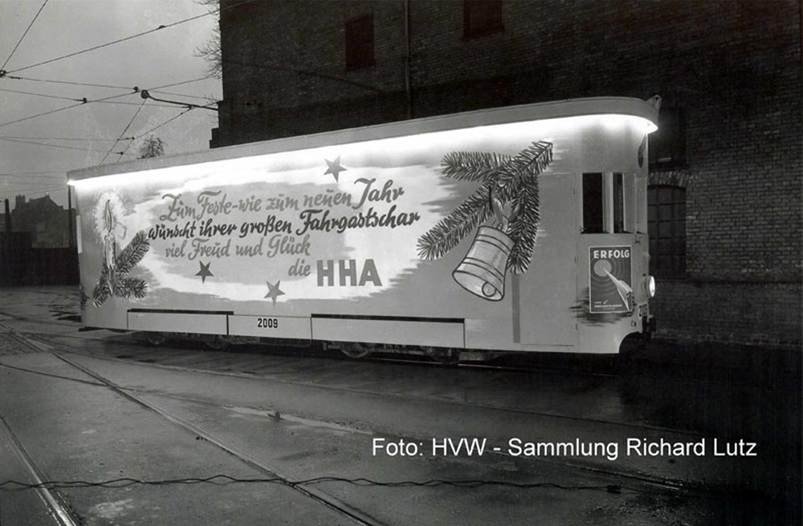 Zum Feste-wie zum neuen Jahr
wünscht ihrer großen Fahrgastschar
viel Freud und Glück
die HHA
ERFOLG
2009
Foto: HVW - Sammlung Richard Lutz